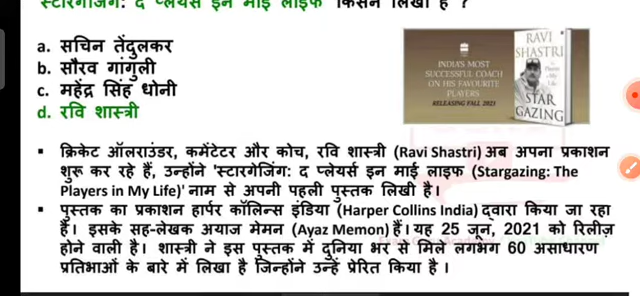 स्टारगेजिंग: द प्लेयर्स इन माई लाइफ किसने लिखी है ?
a. सचिन तेंदुलकर
b. सौरव गांगुली
c. महेंद्र सिंह धोनी
d. रवि शास्त्री
INDIA'S MOST
SUCCESSFUL COACH
ON HIS FAVOURITE
PLAYERS
RELEASING FALL 2021
RAVI
SHASTRI
STAR
GAZING
▪ क्रिकेट ऑलराउंडर, कमेंटेटर और कोच, रवि शास्त्री (Ravi Shastri) अब अपना प्रकाशन
शुरू कर रहे हैं, उन्होंने 'स्टारगेजिंग: द प्लेयर्स इन माई लाइफ (Stargazing: The
Players in My Life)' नाम से अपनी पहली पुस्तक लिखी है।
▪ पुस्तक का प्रकाशन हार्पर कॉलिन्स इंडिया (Harper Collins India) द्वारा किया जा रहा
है। इसके सह-लेखक अयाज मेमन (Ayaz Memon) हैं। यह 25 जून, 2021 को रिलीज़
होने वाली है। शास्त्री ने इस पुस्तक में दुनिया भर से मिले लगभग 60 असाधारण
प्रतिभाओं के बारे में लिखा है जिन्होंने उन्हें प्रेरित किया है ।